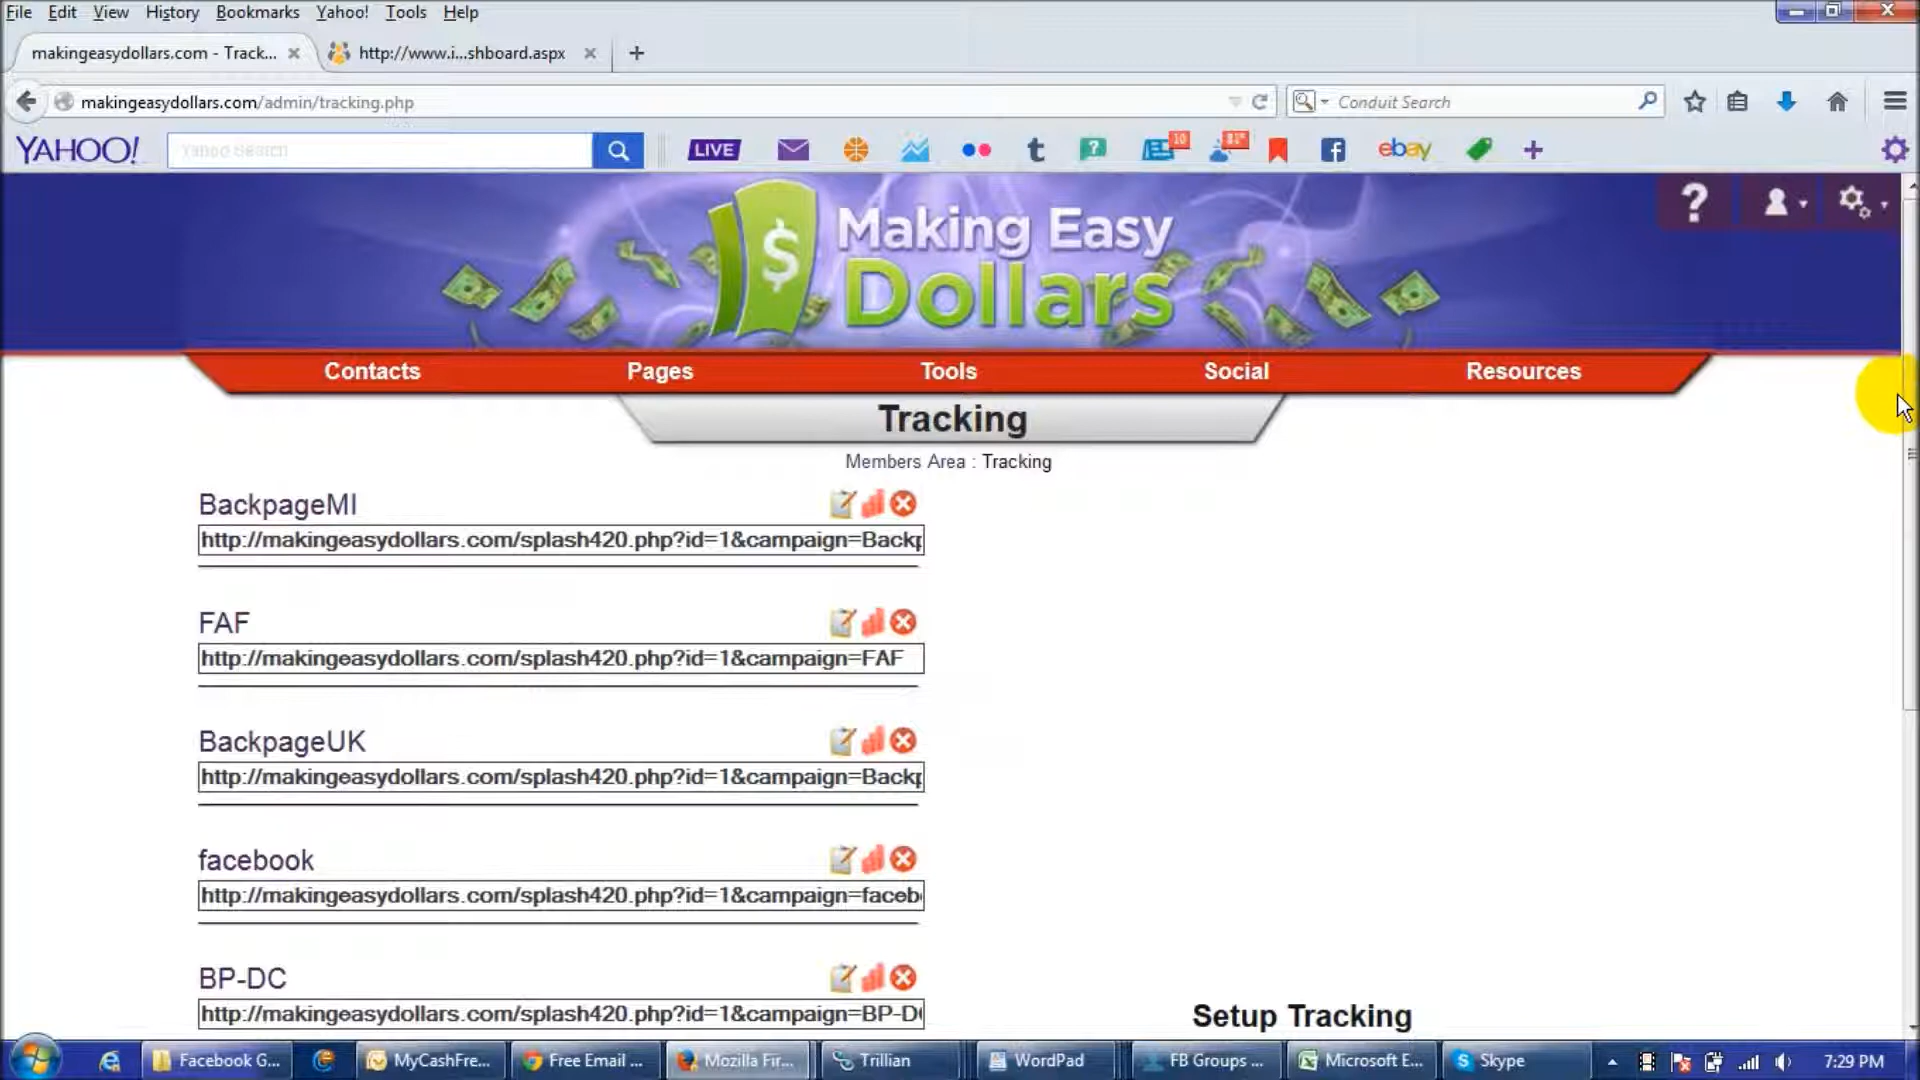 File Edit View History Bookmarks Yahoo! Tools Help
makingeasydollars.com - Track...
http://www.i...shboard.aspx
makingeasydollars.com/admin/tracking.php
Conduit Search
YAHOO!
Yahoo Search
LIVE
10
81°
ebay
Making Easy
Dollars
Contacts Pages Tools Social Resources
Tracking
Members Area : Tracking
BackpageMI
http://makingeasydollars.com/splash420.php?id=1&campaign=Backp
FAF
http://makingeasydollars.com/splash420.php?id=1&campaign=FAF
BackpageUK
http://makingeasydollars.com/splash420.php?id=1&campaign=Backp
facebook
http://makingeasydollars.com/splash420.php?id=1&campaign=faceb
BP-DC
http://makingeasydollars.com/splash420.php?id=1&campaign=BP-D
Setup Tracking
Facebook G... MyCashFre... Free Email ... Mozilla Fir... Trillian WordPad FB Groups ... Microsoft E... Skype 7:29 PM